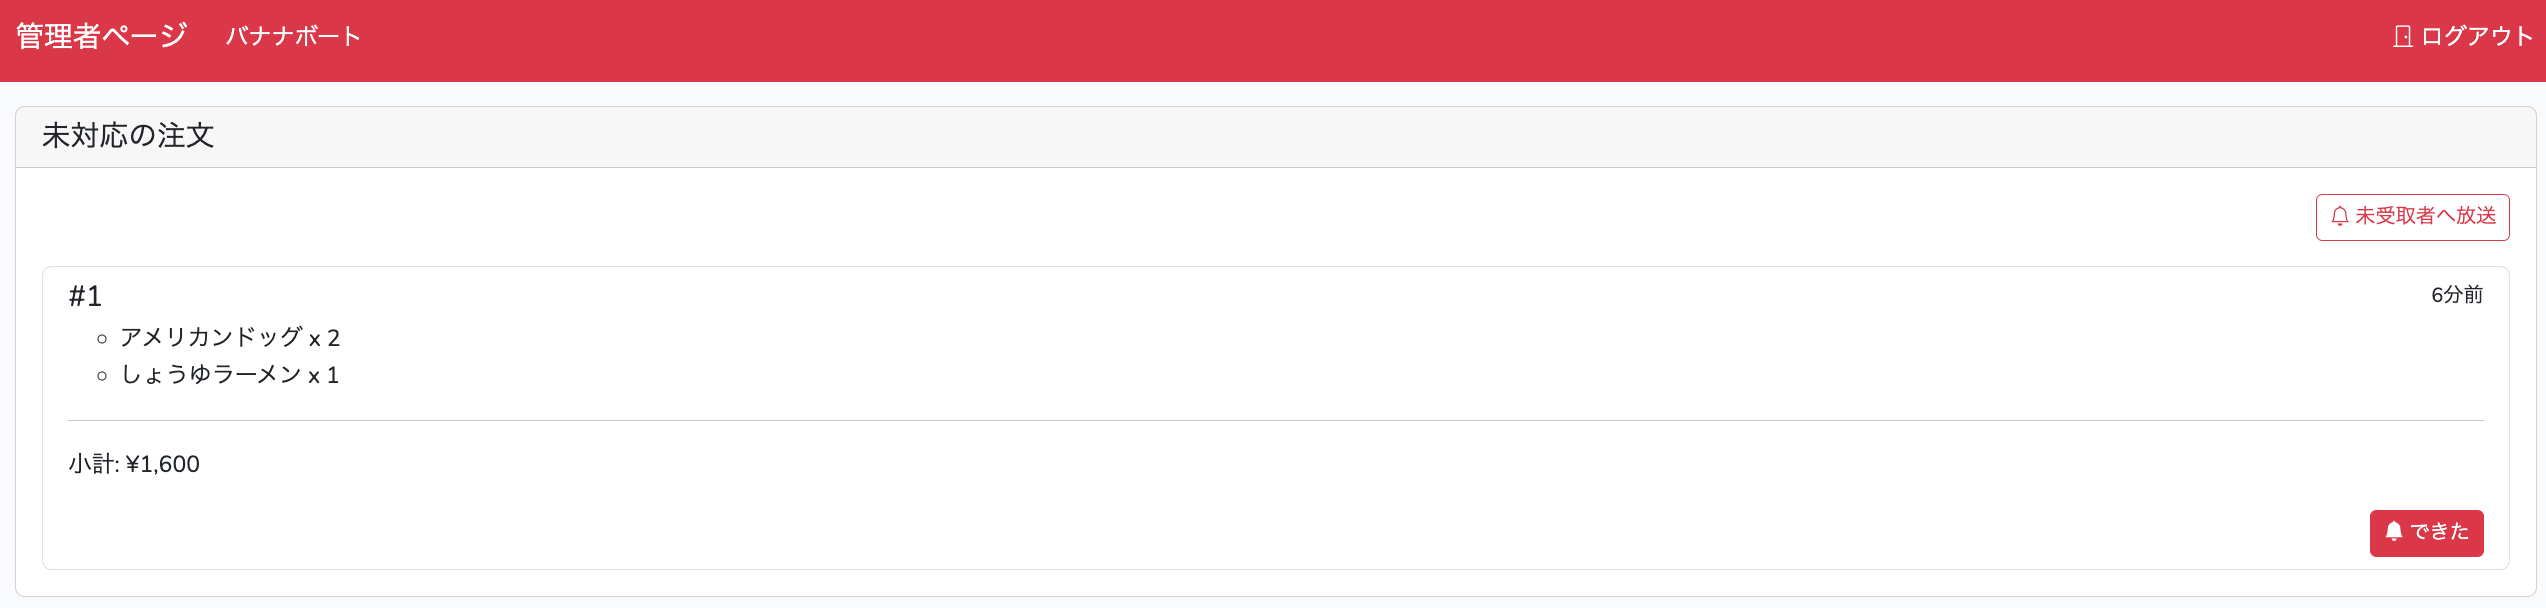 管理者ページ バナナボート ログアウト
未対応の注文
未受取者へ放送
#1 6分前
アメリカンドッグ x 2
しょうゆラーメン x 1
小計: ¥1,600
できた